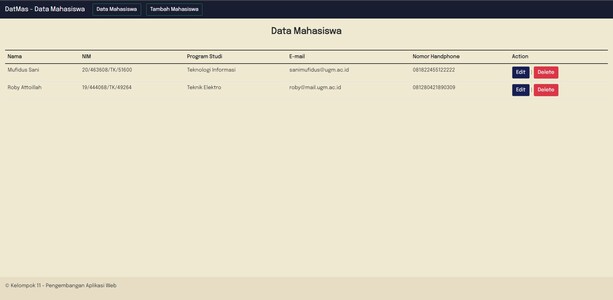 DatMas - Data Mahasiswa Data Mahasiswa Tambah Mahasiswa
Data Mahasiswa
Nama NIM Program Studi E-mail Nomor Handphone Action
Mufidus Sani 20/463608/TK/51600 Teknologi Informasi sanimufidus@ugm.ac.id 081822455122222 Edit Delete
Roby Attoillah 19/444068/TK/49264 Teknik Elektro roby@mail.ugm.ac.id 081280421890309 Edit Delete
© Kelompok 11 - Pengembangan Aplikasi Web